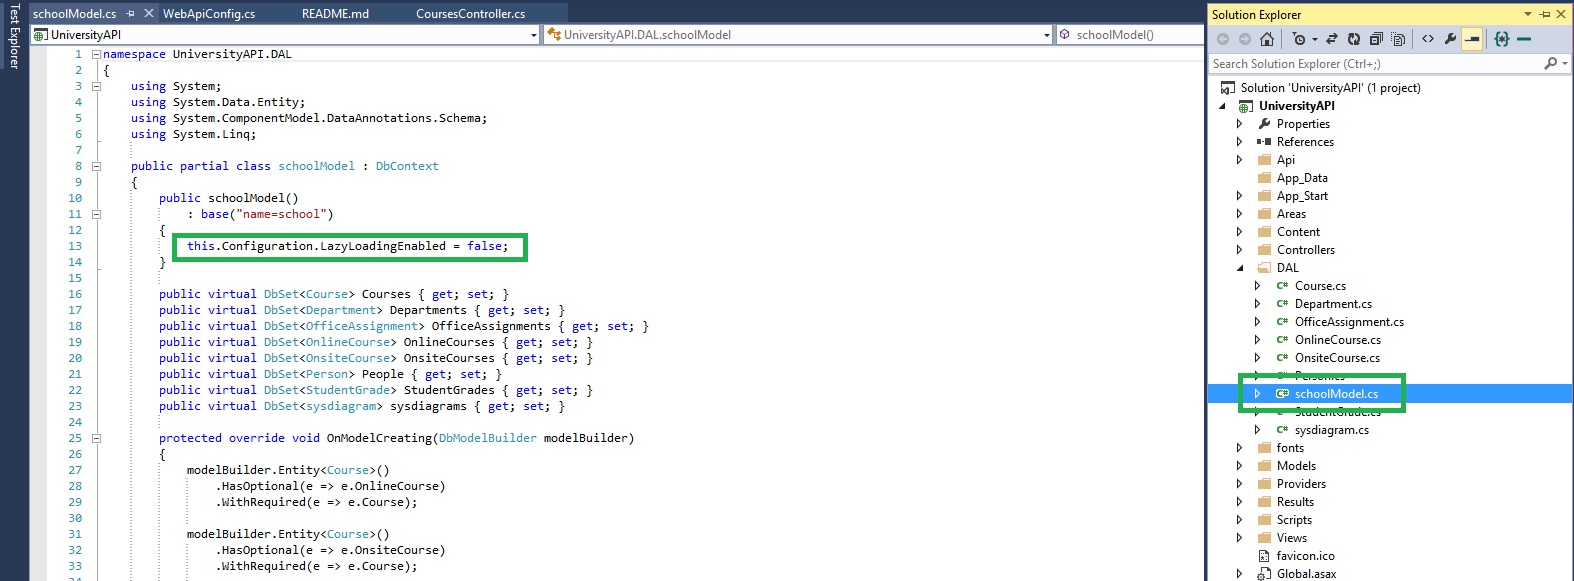 Test Explorer
schoolModel.cs WebApiConfig.cs README.md CoursesController.cs
UniversityAPI UniversityAPI.DAL.schoolModel schoolModel()
1 namespace UniversityAPI.DAL
2 {
3 using System;
4 using System.Data.Entity;
5 using System.ComponentModel.DataAnnotations.Schema;
6 using System.Linq;
7
8 public partial class schoolModel : DbContext
9 {
10 public schoolModel()
11 : base("name=school")
12 {
13 this.Configuration.LazyLoadingEnabled = false;
14 }
15
16 public virtual DbSet<Course> Courses { get; set; }
17 public virtual DbSet<Department> Departments { get; set; }
18 public virtual DbSet<OfficeAssignment> OfficeAssignments { get; set; }
19 public virtual DbSet<OnlineCourse> OnlineCourses { get; set; }
20 public virtual DbSet<OnsiteCourse> OnsiteCourses { get; set; }
21 public virtual DbSet<Person> People { get; set; }
22 public virtual DbSet<StudentGrade> StudentGrades { get; set; }
23 public virtual DbSet<sysdiagram> sysdiagrams { get; set; }
24
25 protected override void OnModelCreating(DbModelBuilder modelBuilder)
26 {
27 modelBuilder.Entity<Course>()
28 .HasOptional(e => e.OnlineCourse)
29 .WithRequired(e => e.Course);
30
31 modelBuilder.Entity<Course>()
32 .HasOptional(e => e.OnsiteCourse)
33 .WithRequired(e => e.Course);
Solution Explorer
Search Solution Explorer (Ctrl+;)
Solution 'UniversityAPI' (1 project)
UniversityAPI
Properties
References
Api
App_Data
App_Start
Areas
Content
Controllers
DAL
C# Course.cs
C# Department.cs
C# OfficeAssignment.cs
C# OnlineCourse.cs
C# OnsiteCourse.cs
C# Person.cs
C# schoolModel.cs
C# StudentGrade.cs
C# sysdiagram.cs
fonts
Models
Providers
Results
Scripts
Views
favicon.ico
Global.asax